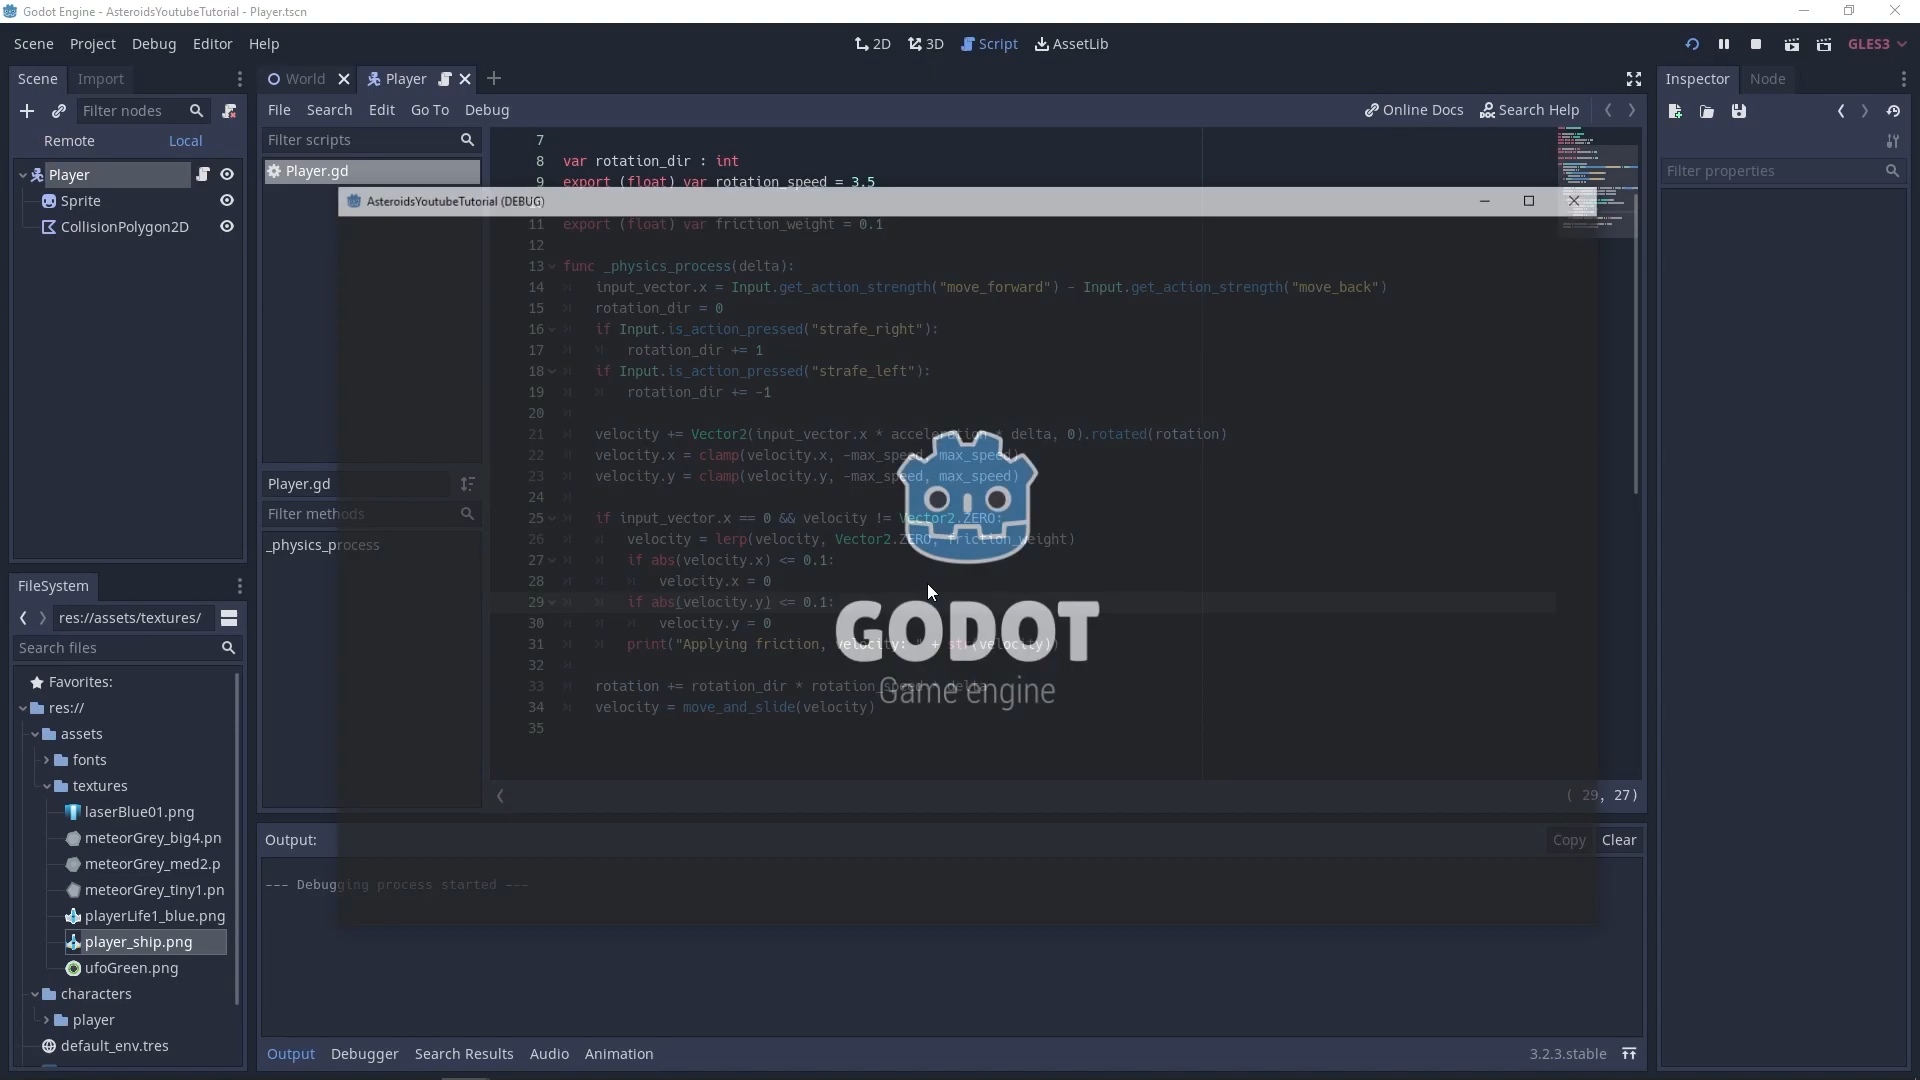 Godot Engine - AsteroidsYoutubeTutorial - Player.tscn
Scene Project Debug Editor Help
2D 3D Script AssetLib
GLES3
Scene Import
World Player
Inspector Node
Filter nodes
File Search Edit Go To Debug
Online Docs Search Help
Remote Local
Filter scripts
Filter properties
Player
Sprite
CollisionPolygon2D
Player.gd
AsteroidsYoutubeTutorial (DEBUG)
7
8 var rotation_dir : int
9 export (float) var rotation_speed = 3.5
11 export (float) var friction_weight = 0.1
12
13 func _physics_process(delta):
14 input_vector.x = Input.get_action_strength("move_forward") - Input.get_action_strength("move_back")
15 rotation_dir = 0
16 if Input.is_action_pressed("strafe_right"):
17 rotation_dir += 1
18 if Input.is_action_pressed("strafe_left"):
19 rotation_dir += -1
20
21 velocity += Vector2(input_vector.x * acceleration * delta, 0).rotated(rotation)
22 velocity.x = clamp(velocity.x, -max_speed, max_speed)
23 velocity.y = clamp(velocity.y, -max_speed, max_speed)
24
25 if input_vector.x == 0 && velocity != Vector2.ZERO:
26 velocity = lerp(velocity, Vector2.ZERO, friction_weight)
27 if abs(velocity.x) <= 0.1:
28 velocity.x = 0
29 if abs(velocity.y) <= 0.1:
30 velocity.y = 0
31 print("Applying friction, velocity: " + str(velocity))
32
33 rotation += rotation_dir * rotation_speed * delta
34 velocity = move_and_slide(velocity)
35
GODOT
Game engine
( 29, 27)
Player.gd
Filter methods
_physics_process
FileSystem
res://assets/textures/
Search files
Favorites:
res://
assets
fonts
textures
laserBlue01.png
meteorGrey_big4.pn
meteorGrey_med2.p
meteorGrey_tiny1.pn
playerLife1_blue.png
player_ship.png
ufoGreen.png
characters
player
default_env.tres
Output:
Copy Clear
--- Debugging process started ---
Output Debugger Search Results Audio Animation
3.2.3.stable